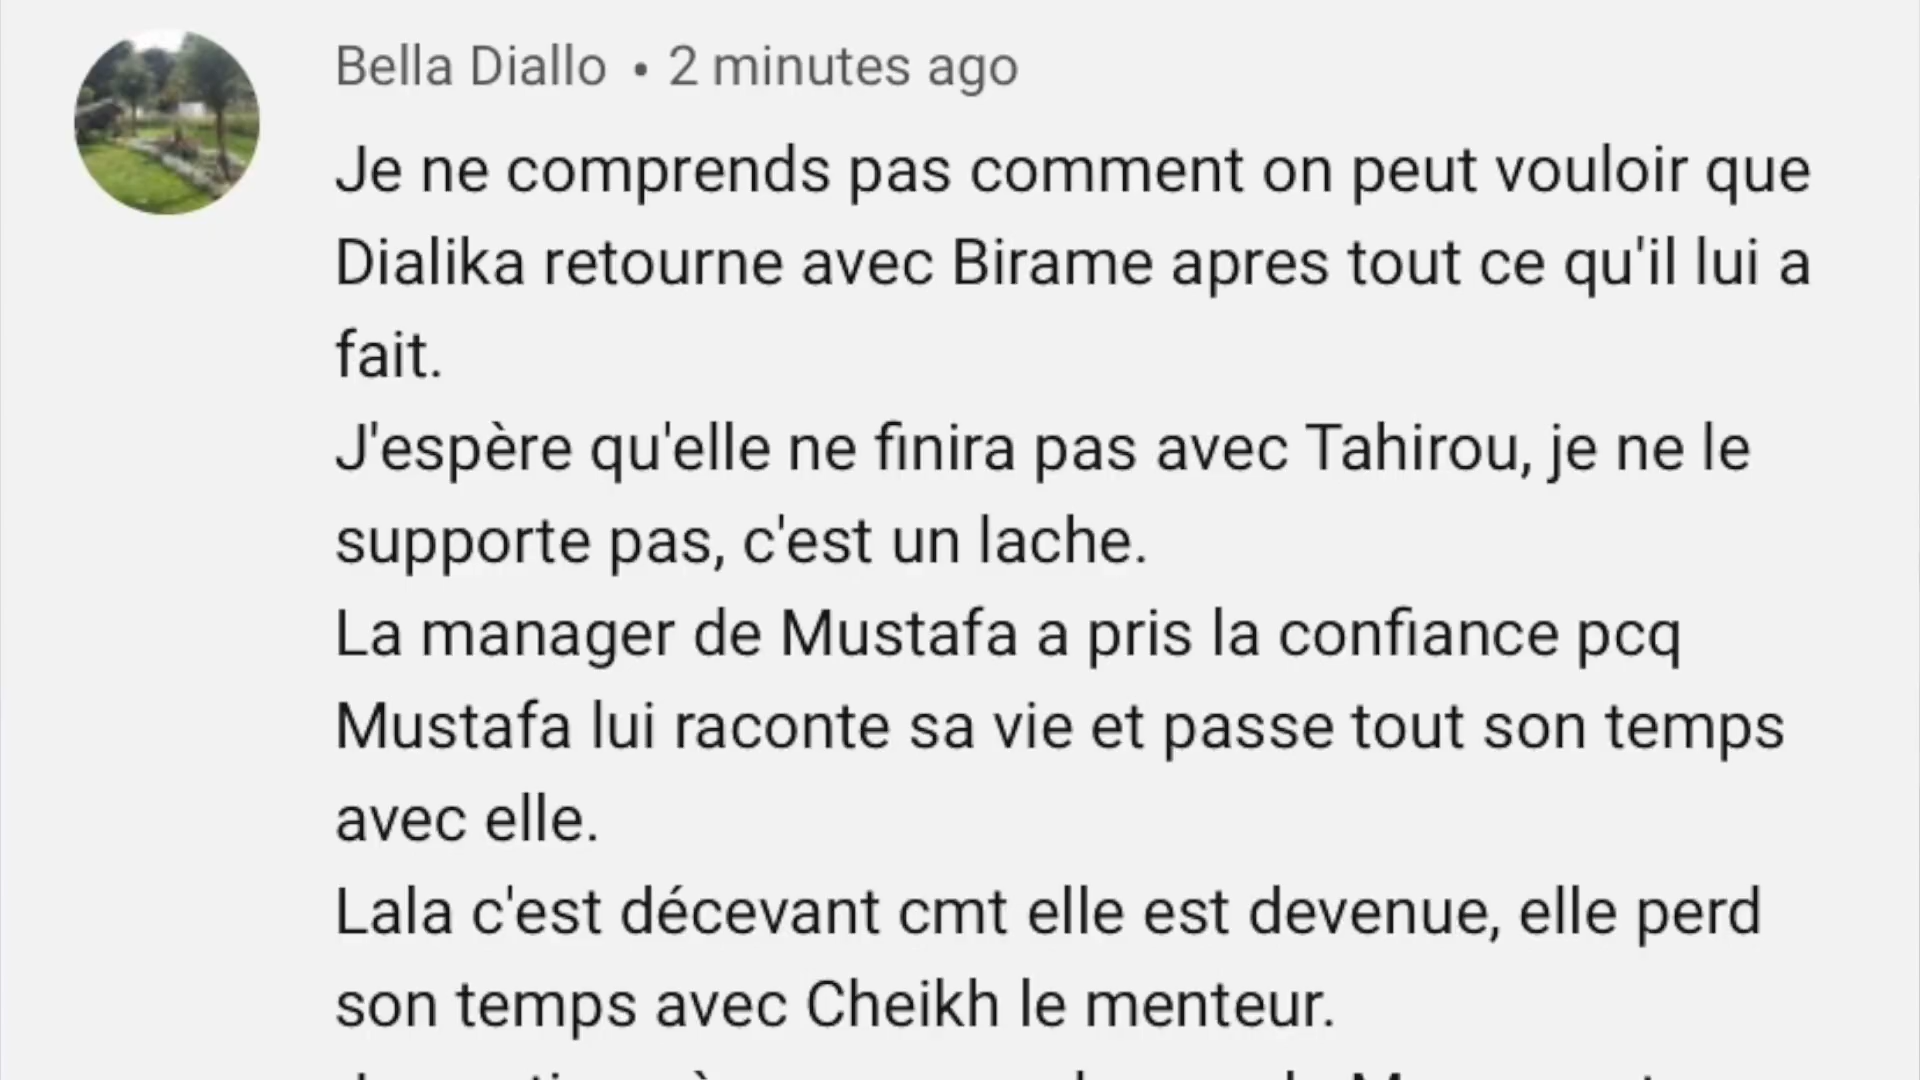 Bella Diallo • 2 minutes ago
Je ne comprends pas comment on peut vouloir que
Dialika retourne avec Birame apres tout ce qu'il lui a
fait.
J'espère qu'elle ne finira pas avec Tahirou, je ne le
supporte pas, c'est un lache.
La manager de Mustafa a pris la confiance pcq
Mustafa lui raconte sa vie et passe tout son temps
avec elle.
Lala c'est décevant cmt elle est devenue, elle perd
son temps avec Cheikh le menteur.